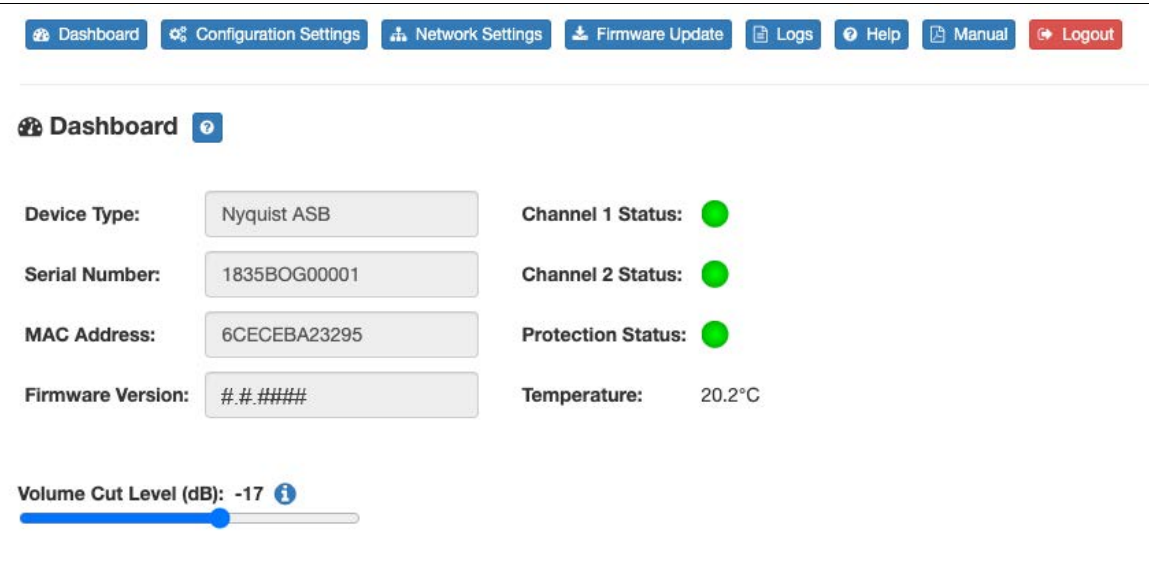 Dashboard Configuration Settings Network Settings Firmware Update Logs Help Manual Logout
Dashboard
Device Type: Nyquist ASB Channel 1 Status:
Serial Number: 1835BOG00001 Channel 2 Status:
MAC Address: 6CECEBA23295 Protection Status:
Firmware Version: #.#.#### Temperature: 20.2°C
Volume Cut Level (dB): -17